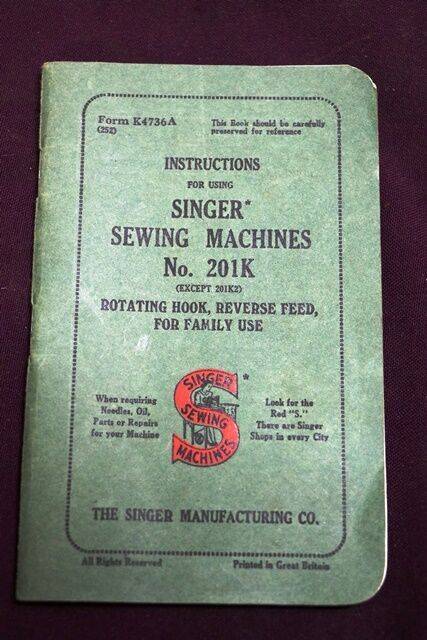 Form K4736A
(252)
This Book should be carefully
preserved for reference
INSTRUCTIONS
FOR USING
SINGER*
SEWING MACHINES
No. 201K
(EXCEPT 201K2)
ROTATING HOOK, REVERSE FEED,
FOR FAMILY USE
When requiring
Needles, Oil,
Parts or Repairs
for your Machine
SINGER
SEWING
MACHINES
*
Look for the
Red "S."
There are Singer
Shops in every City
THE SINGER MANUFACTURING CO.
All Rights Reserved
Printed in Great Britain